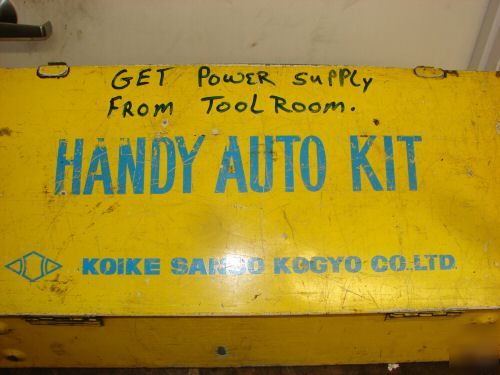 GET POWER SUPPLY
FROM TOOL ROOM.
HANDY AUTO KIT
KOIKE SANSO KOGYO CO.LTD